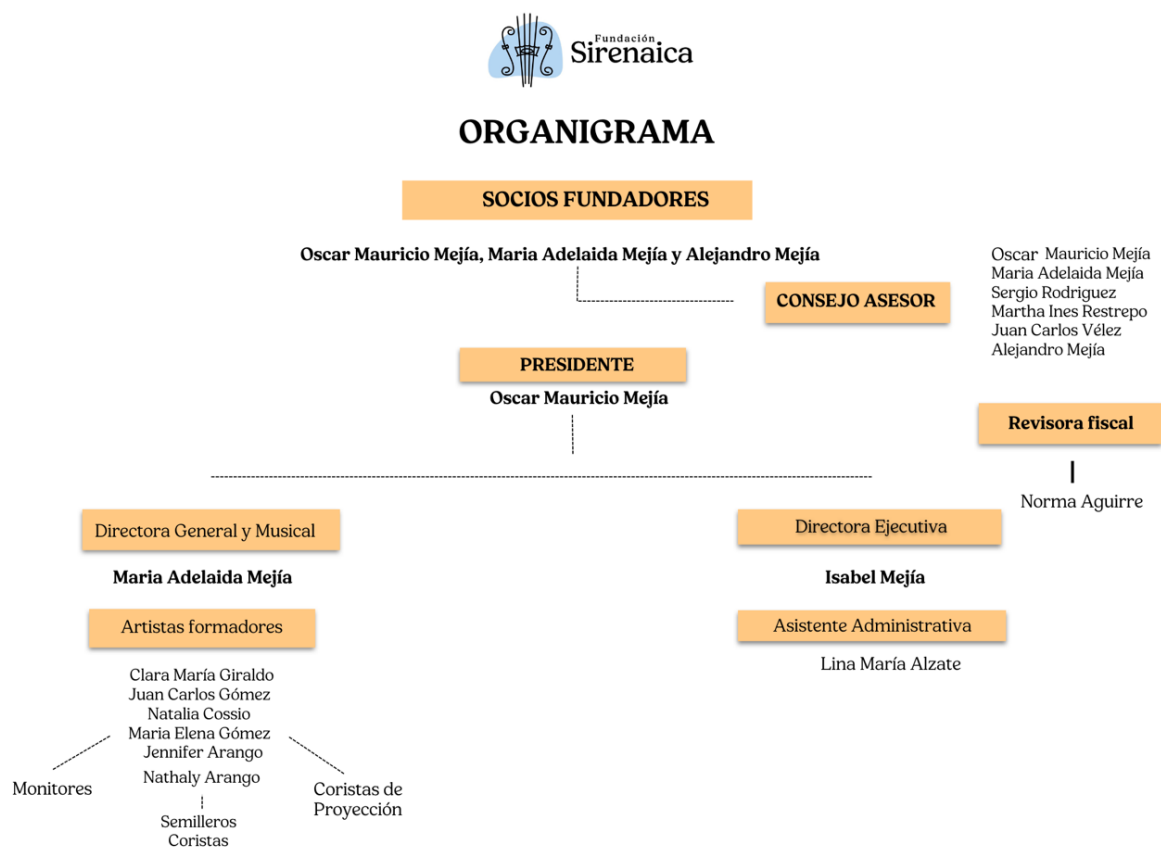 Fundación
Sirenaica
ORGANIGRAMA
SOCIOS FUNDADORES
Oscar Mauricio Mejía, Maria Adelaida Mejía y Alejandro Mejía
CONSEJO ASESOR
Oscar Mauricio Mejía
Maria Adelaida Mejía
Sergio Rodriguez
Martha Ines Restrepo
Juan Carlos Vélez
Alejandro Mejía
PRESIDENTE
Oscar Mauricio Mejía
Revisora fiscal
Norma Aguirre
Directora General y Musical
Maria Adelaida Mejía
Artistas formadores
Clara María Giraldo
Juan Carlos Gómez
Natalia Cossio
Maria Elena Gómez
Jennifer Arango
Nathaly Arango
Monitores
Semilleros
Coristas
Coristas de
Proyección
Directora Ejecutiva
Isabel Mejía
Asistente Administrativa
Lina María Alzate